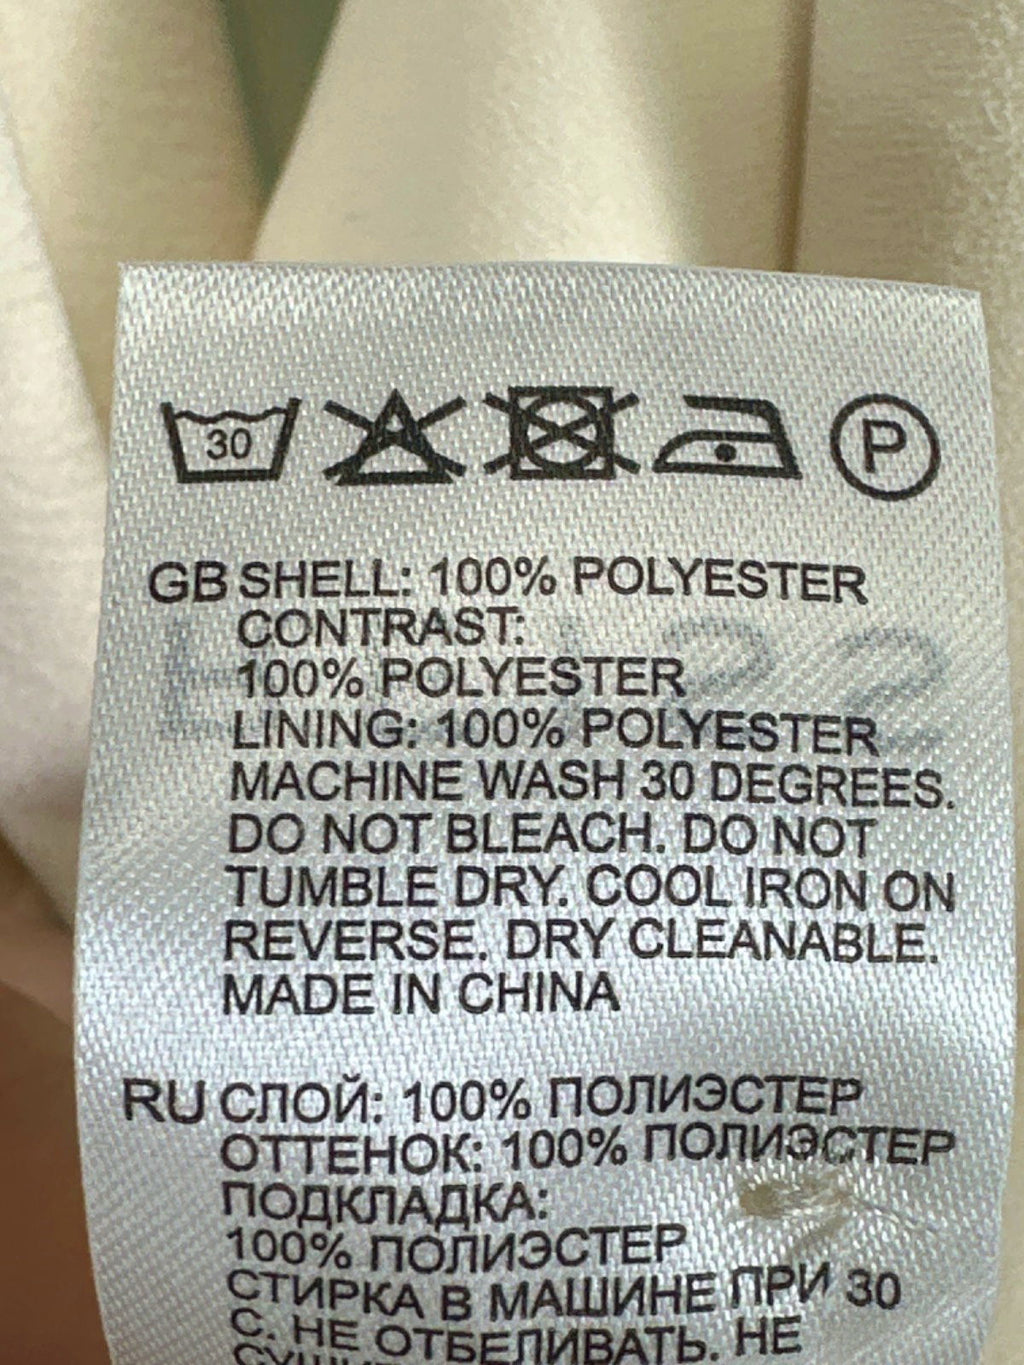 30
P
GB SHELL: 100% POLYESTER
CONTRAST:
100% POLYESTER
LINING: 100% POLYESTER
MACHINE WASH 30 DEGREES.
DO NOT BLEACH. DO NOT
TUMBLE DRY. COOL IRON ON
REVERSE. DRY CLEANABLE.
MADE IN CHINA
RU СЛОЙ: 100% ПОЛИЭСТЕР
ОТТЕНОК: 100% ПОЛИЭСТЕР
ПОДКЛАДКА:
100% ПОЛИЭСТЕР
СТИРКА В МАШИНЕ ПРИ 30
С. НЕ ОТБЕЛИВАТЬ. НЕ